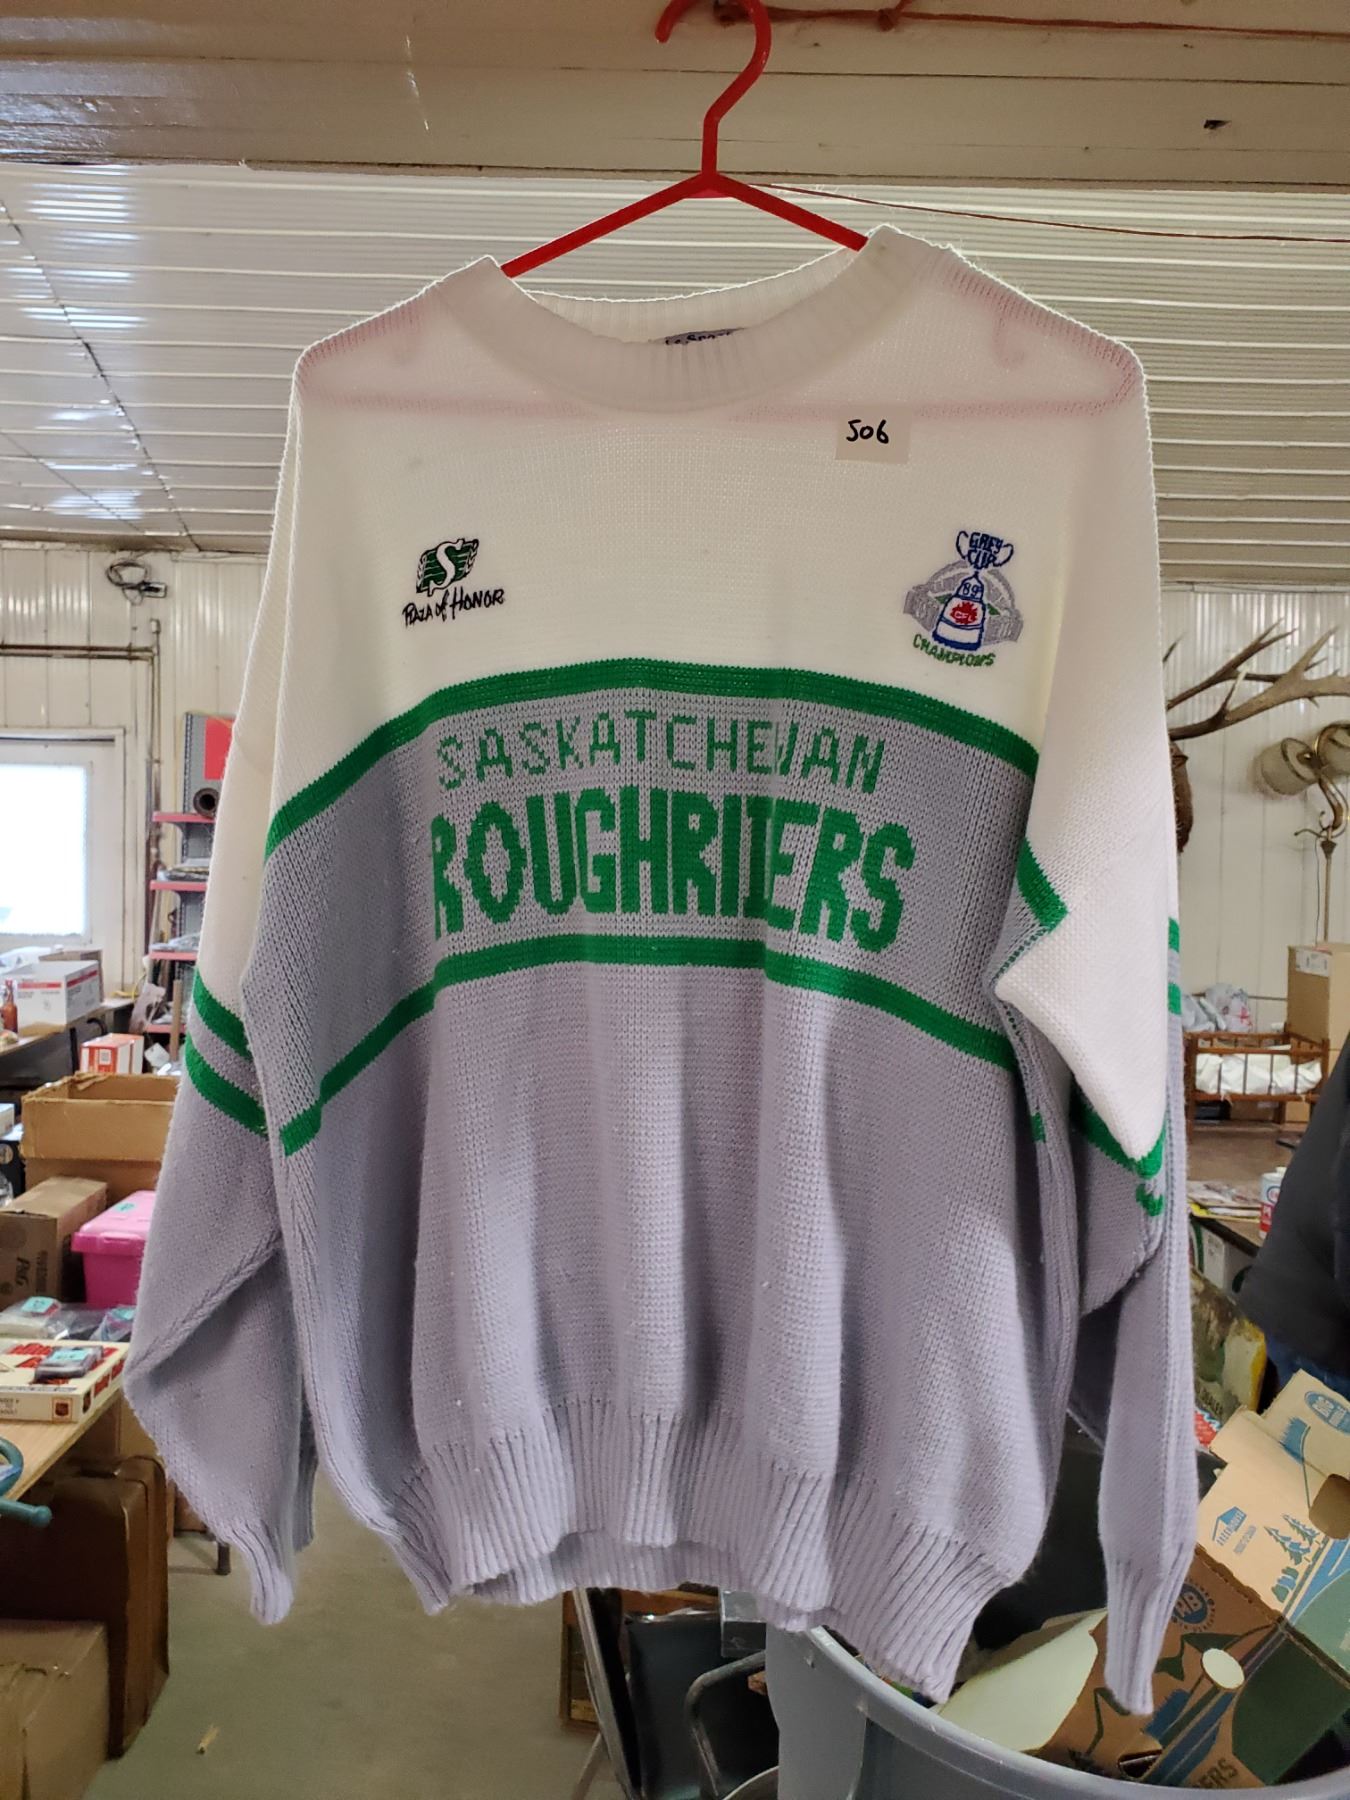 506
S
PLAZA of HONOR
GREY
CUP
89
CFL
CHAMPIONS
SASKATCHEWAN
ROUGHRIDERS